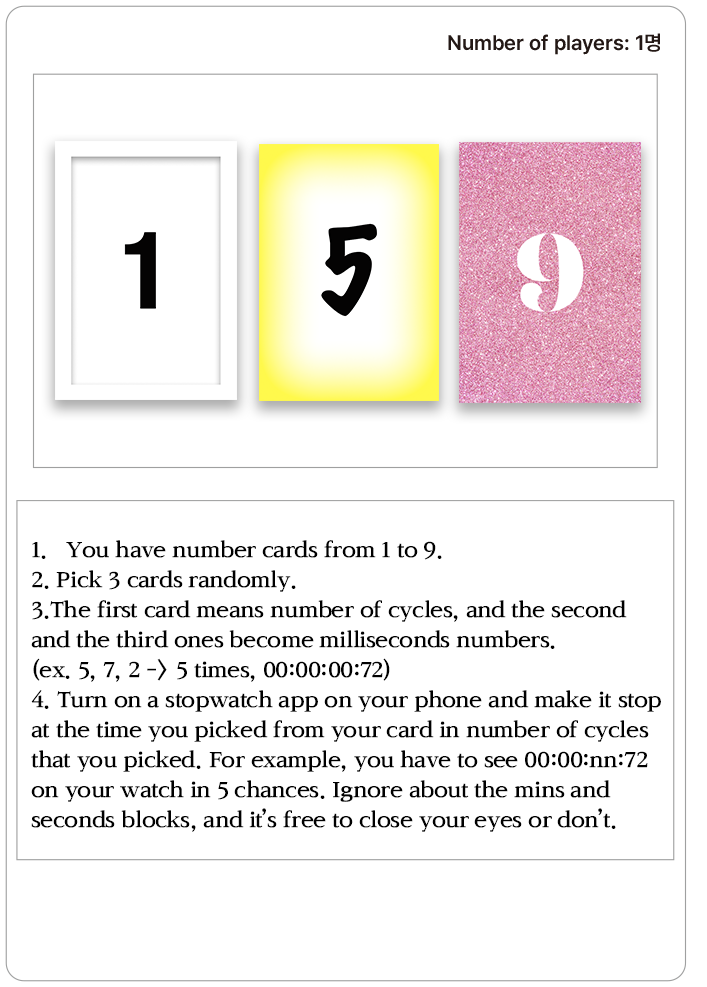 Number of players: 1명
1 5 9
1. You have number cards from 1 to 9.
2. Pick 3 cards randomly.
3.The first card means number of cycles, and the second
and the third ones become milliseconds numbers.
(ex. 5, 7, 2 -> 5 times, 00:00:00:72)
4. Turn on a stopwatch app on your phone and make it stop
at the time you picked from your card in number of cycles
that you picked. For example, you have to see 00:00:nn:72
on your watch in 5 chances. Ignore about the mins and
seconds blocks, and it's free to close your eyes or don't.